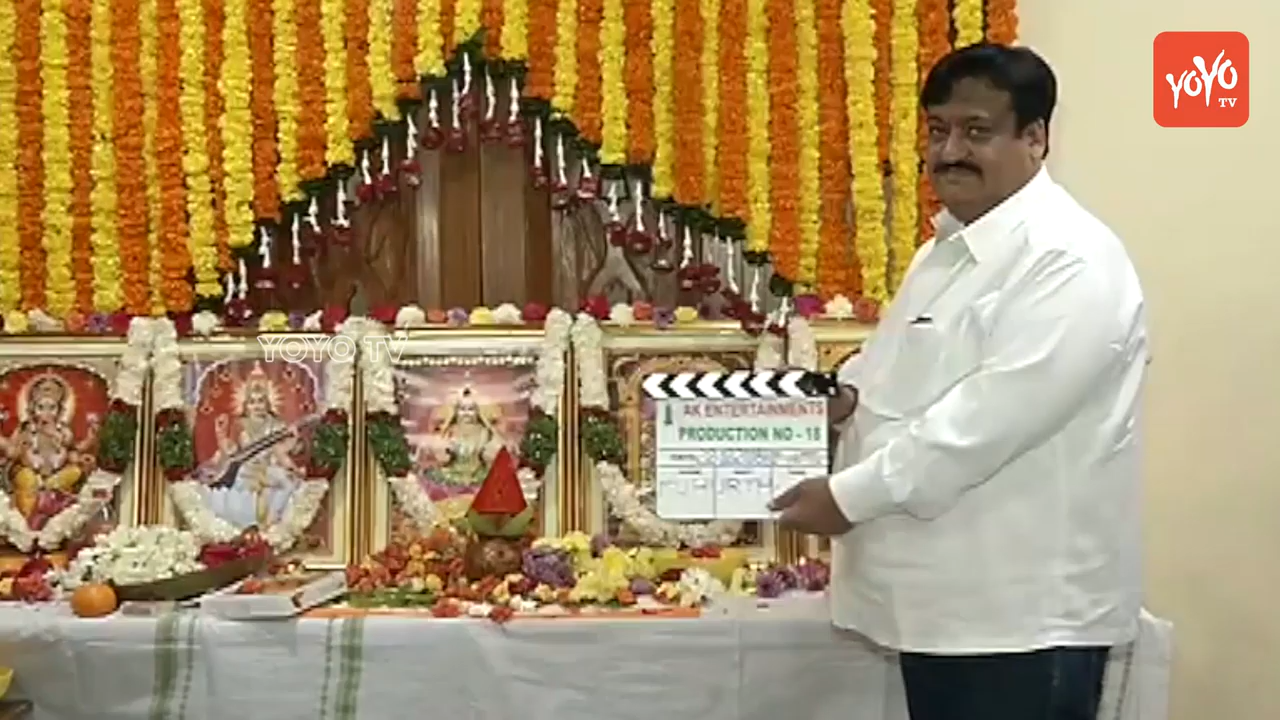 YOYO
TV
YOYO TV
AK ENTERTAINMENTS
PRODUCTION NO - 18